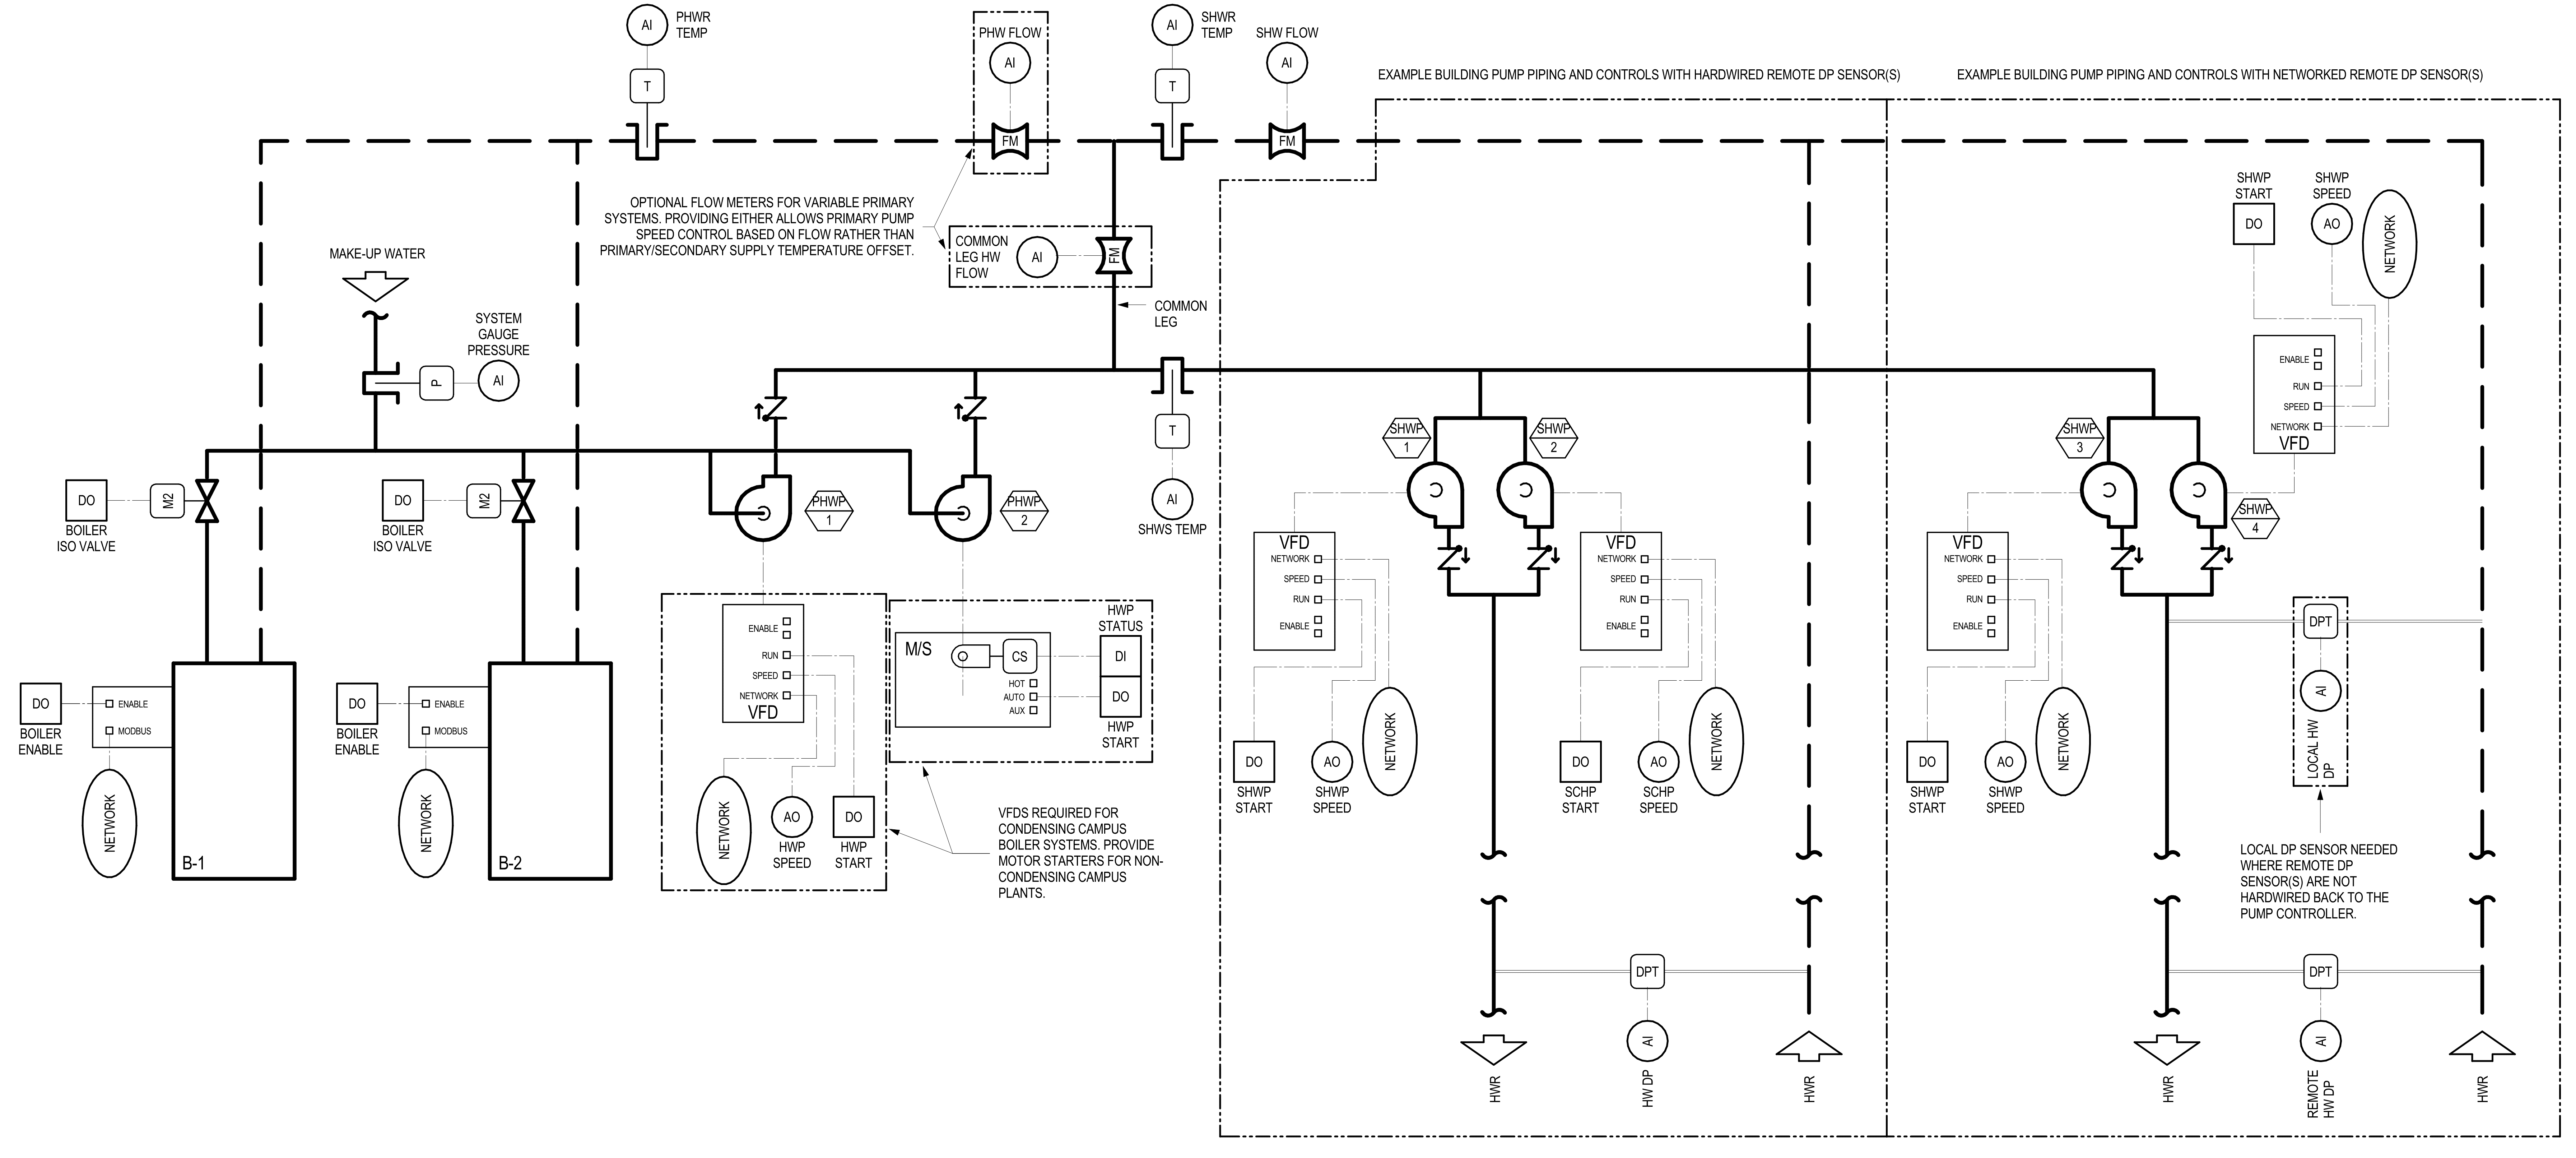 AI
PHWR
TEMP
T
PHW FLOW
AI
FM
AI
SHWR
TEMP
T
SHW FLOW
AI
FM
EXAMPLE BUILDING PUMP PIPING AND CONTROLS WITH HARDWIRED REMOTE DP SENSOR(S)
EXAMPLE BUILDING PUMP PIPING AND CONTROLS WITH NETWORKED REMOTE DP SENSOR(S)
OPTIONAL FLOW METERS FOR VARIABLE PRIMARY
SYSTEMS. PROVIDING EITHER ALLOWS PRIMARY PUMP
SPEED CONTROL BASED ON FLOW RATHER THAN
PRIMARY/SECONDARY SUPPLY TEMPERATURE OFFSET.
COMMON
LEG HW
FLOW
AI
FM
COMMON
LEG
MAKE-UP WATER
SYSTEM
GAUGE
PRESSURE
P
AI
DO
M2
BOILER
ISO VALVE
DO
M2
BOILER
ISO VALVE
PHWP
1
PHWP
2
T
AI
SHWS TEMP
DO
BOILER
ENABLE
ENABLE
MODBUS
NETWORK
B-1
DO
BOILER
ENABLE
ENABLE
MODBUS
NETWORK
B-2
ENABLE
RUN
SPEED
NETWORK
VFD
NETWORK
AO
HWP
SPEED
DO
HWP
START
M/S
CS
HOT
AUTO
AUX
HWP
STATUS
DI
DO
HWP
START
VFDS REQUIRED FOR
CONDENSING CAMPUS
BOILER SYSTEMS. PROVIDE
MOTOR STARTERS FOR NON-
CONDENSING CAMPUS
PLANTS.
SHWP
1
SHWP
2
VFD
NETWORK
SPEED
RUN
ENABLE
DO
SHWP
START
AO
SHWP
SPEED
NETWORK
VFD
NETWORK
SPEED
RUN
ENABLE
DO
SCHP
START
AO
SCHP
SPEED
NETWORK
DPT
AI
HW DP
HWR
HWR
SHWP
START
DO
SHWP
SPEED
AO
NETWORK
ENABLE
RUN
SPEED
NETWORK
VFD
SHWP
3
SHWP
4
VFD
NETWORK
SPEED
RUN
ENABLE
DO
SHWP
START
AO
SHWP
SPEED
NETWORK
DPT
AI
LOCAL HW
DP
LOCAL DP SENSOR NEEDED
WHERE REMOTE DP
SENSOR(S) ARE NOT
HARDWIRED BACK TO THE
PUMP CONTROLLER.
DPT
AI
REMOTE
HW DP
HWR
HWR